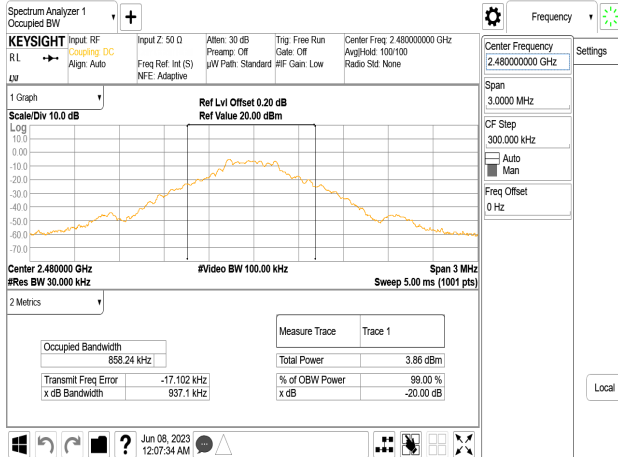 Spectrum Analyzer 1
Occupied BW
Frequency
KEYSIGHT
RL
Input: RF
Coupling: DC
Align: Auto
Input Z: 50 Ω
Freq Ref: Int (S)
NFE: Adaptive
Atten: 30 dB
Preamp: Off
µW Path: Standard
Trig: Free Run
Gate: Off
#IF Gain: Low
Center Freq: 2.480000000 GHz
Avg|Hold: 100/100
Radio Std: None
1 Graph
Scale/Div 10.0 dB
Ref Lvl Offset 0.20 dB
Ref Value 20.00 dBm
Log
10.0
0.00
-10.0
-20.0
-30.0
-40.0
-50.0
-60.0
-70.0
Center 2.480000 GHz
#Res BW 30.000 kHz
#Video BW 100.00 kHz
Span 3 MHz
Sweep 5.00 ms (1001 pts)
2 Metrics
Measure Trace Trace 1
Occupied Bandwidth
858.24 kHz
Total Power 3.86 dBm
Transmit Freq Error -17.102 kHz
% of OBW Power 99.00 %
x dB Bandwidth 937.1 kHz
x dB -20.00 dB
Jun 08, 2023
12:07:34 AM
Center Frequency
2.480000000 GHz
Settings
Span
3.0000 MHz
CF Step
300.000 kHz
Auto
Man
Freq Offset
0 Hz
Local